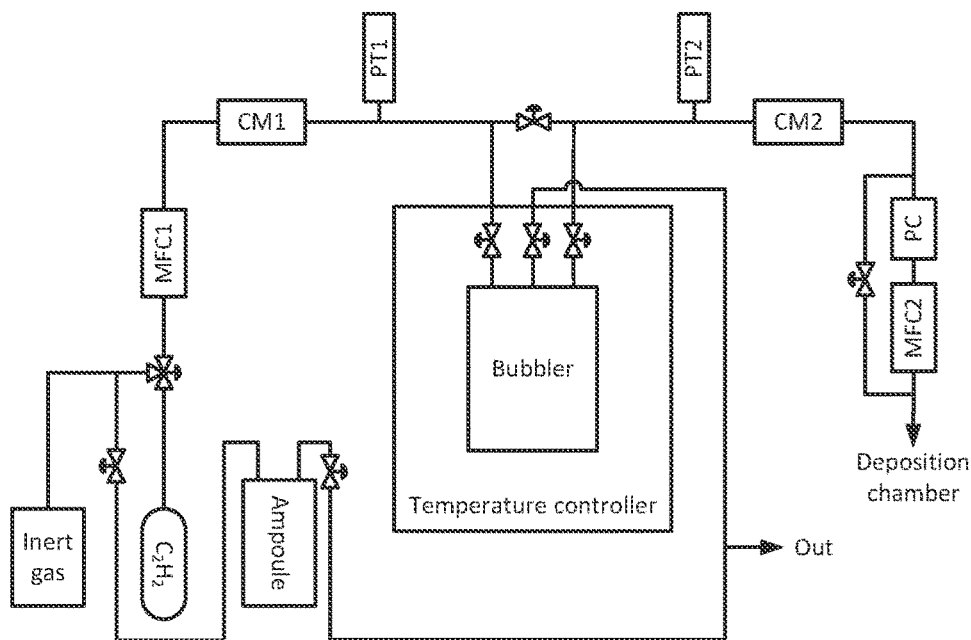 PT1
PT2
CM1
CM2
MFC1
PC
MFC2
Bubbler
Temperature controller
Deposition
chamber
Inert
gas
C₂H₂
Ampoule
Out